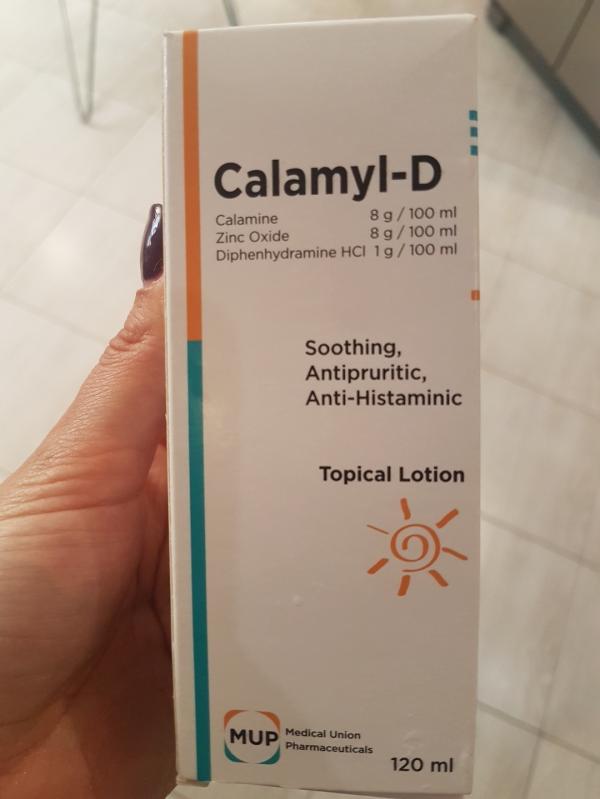 Calamyl-D
Calamine 8 g / 100 ml
Zinc Oxide 8 g / 100 ml
Diphenhydramine HCl 1 g / 100 ml
Soothing,
Antipruritic,
Anti-Histaminic
Topical Lotion
MUP Medical Union
Pharmaceuticals
120 ml